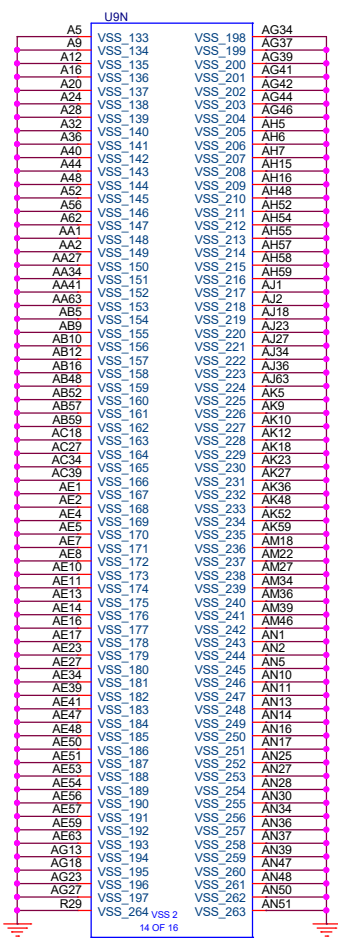 U9N
A5 VSS_133 VSS_198 AG34
A9 VSS_134 VSS_199 AG37
A12 VSS_135 VSS_200 AG39
A16 VSS_136 VSS_201 AG41
A20 VSS_137 VSS_202 AG42
A24 VSS_138 VSS_203 AG44
A28 VSS_139 VSS_204 AG46
A32 VSS_140 VSS_205 AH5
A36 VSS_141 VSS_206 AH6
A40 VSS_142 VSS_207 AH7
A44 VSS_143 VSS_208 AH15
A48 VSS_144 VSS_209 AH16
A52 VSS_145 VSS_210 AH48
A56 VSS_146 VSS_211 AH52
A62 VSS_147 VSS_212 AH54
AA1 VSS_148 VSS_213 AH55
AA2 VSS_149 VSS_214 AH57
AA27 VSS_150 VSS_215 AH58
AA34 VSS_151 VSS_216 AH59
AA41 VSS_152 VSS_217 AJ1
AA63 VSS_153 VSS_218 AJ2
AB5 VSS_154 VSS_219 AJ18
AB9 VSS_155 VSS_220 AJ23
AB10 VSS_156 VSS_221 AJ27
AB12 VSS_157 VSS_222 AJ34
AB16 VSS_158 VSS_223 AJ36
AB48 VSS_159 VSS_224 AJ63
AB52 VSS_160 VSS_225 AK5
AB57 VSS_161 VSS_226 AK9
AB59 VSS_162 VSS_227 AK10
AC18 VSS_163 VSS_228 AK12
AC27 VSS_164 VSS_229 AK18
AC34 VSS_165 VSS_230 AK23
AC39 VSS_166 VSS_231 AK27
AE1 VSS_167 VSS_232 AK36
AE2 VSS_168 VSS_233 AK48
AE4 VSS_169 VSS_234 AK52
AE5 VSS_170 VSS_235 AK59
AE7 VSS_171 VSS_236 AM18
AE8 VSS_172 VSS_237 AM22
AE10 VSS_173 VSS_238 AM27
AE11 VSS_174 VSS_239 AM34
AE13 VSS_175 VSS_240 AM36
AE14 VSS_176 VSS_241 AM39
AE16 VSS_177 VSS_242 AM46
AE17 VSS_178 VSS_243 AN1
AE23 VSS_179 VSS_244 AN2
AE27 VSS_180 VSS_245 AN5
AE34 VSS_181 VSS_246 AN10
AE39 VSS_182 VSS_247 AN11
AE41 VSS_183 VSS_248 AN13
AE47 VSS_184 VSS_249 AN14
AE48 VSS_185 VSS_250 AN16
AE50 VSS_186 VSS_251 AN17
AE51 VSS_187 VSS_252 AN25
AE53 VSS_188 VSS_253 AN27
AE54 VSS_189 VSS_254 AN28
AE56 VSS_190 VSS_255 AN30
AE57 VSS_191 VSS_256 AN34
AE59 VSS_192 VSS_257 AN36
AE63 VSS_193 VSS_258 AN37
AG13 VSS_194 VSS_259 AN39
AG18 VSS_195 VSS_260 AN47
AG23 VSS_196 VSS_261 AN48
AG27 VSS_197 VSS_262 AN50
R29 VSS_264 VSS_263 AN51
VSS 2
14 OF 16